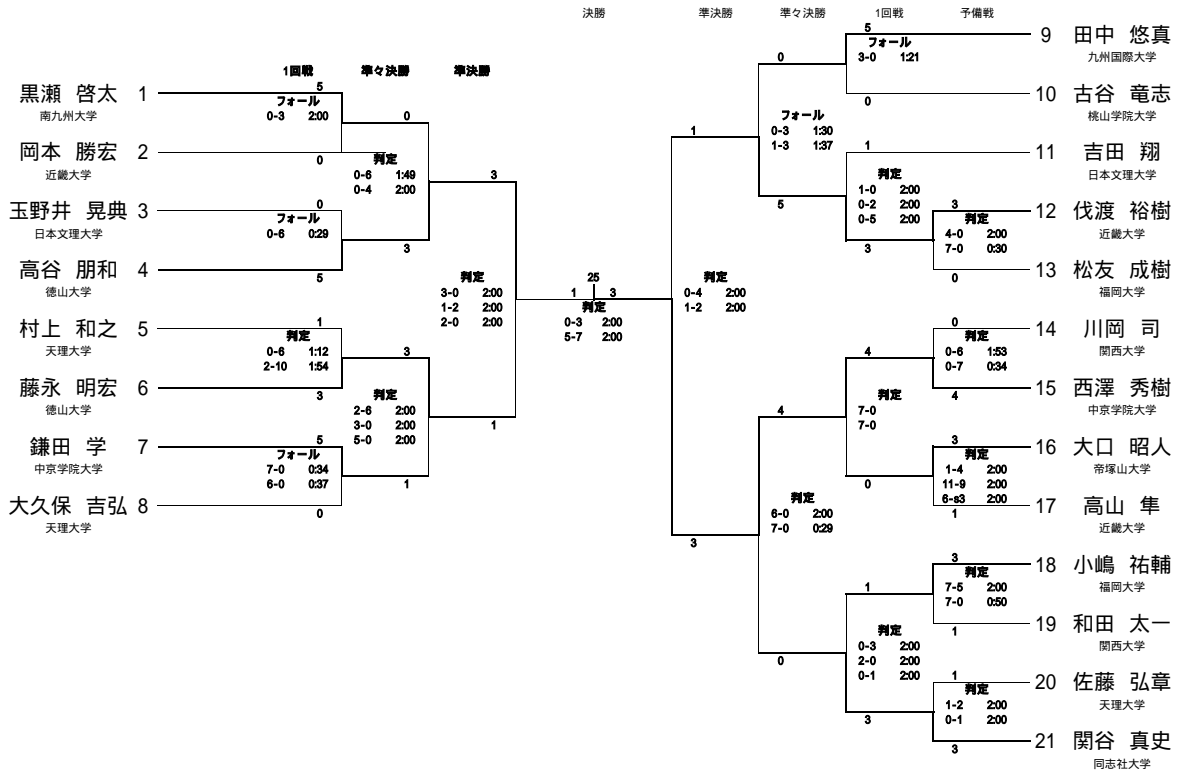 決勝 準決勝 準々決勝 1回戦 予備戦
1回戦 準々決勝 準決勝
黒瀬 啓太 1
南九州大学
5
フォール
0-3 2:00
0
岡本 勝宏 2
近畿大学
0
判定
0-6 1:49
0-4 2:00
3
玉野井 晃典 3
日本文理大学
0
フォール
0-6 0:29
3
高谷 朋和 4
徳山大学
5
判定
3-0 2:00
1-2 2:00
2-0 2:00
村上 和之 5
天理大学
1
判定
0-6 1:12
2-10 1:54
3
藤永 明宏 6
徳山大学
3
判定
2-6 2:00
3-0 2:00
5-0 2:00
1
鎌田 学 7
中京学院大学
5
フォール
7-0 0:34
6-0 0:37
1
大久保 吉弘 8
天理大学
0
25
1 3
判定
0-3 2:00
5-7 2:00
5
9 田中 悠真
九州国際大学
フォール
3-0 1:21
0
10 古谷 竜志
桃山学院大学
0
フォール
0-3 1:30
1-3 1:37
1
11 吉田 翔
日本文理大学
1
判定
1-0 2:00
0-2 2:00
0-5 2:00
5
12 伐渡 裕樹
近畿大学
3
判定
4-0 2:00
7-0 0:30
3
13 松友 成樹
福岡大学
0
判定
0-4 2:00
1-2 2:00
14 川岡 司
関西大学
0
0-6 1:53
0-7 0:34
4
15 西澤 秀樹
中京学院大学
4
判定
7-0
7-0
4
16 大口 昭人
帝塚山大学
3
判定
1-4 2:00
11-9 2:00
6-s3 2:00
0
17 高山 隼
近畿大学
1
判定
6-0 2:00
7-0 0:29
3
18 小嶋 祐輔
福岡大学
3
判定
7-5 2:00
7-0 0:50
1
19 和田 太一
関西大学
1
判定
0-3 2:00
2-0 2:00
0-1 2:00
0
20 佐藤 弘章
天理大学
1
判定
1-2 2:00
0-1 2:00
3
21 関谷 真史
同志社大学
3